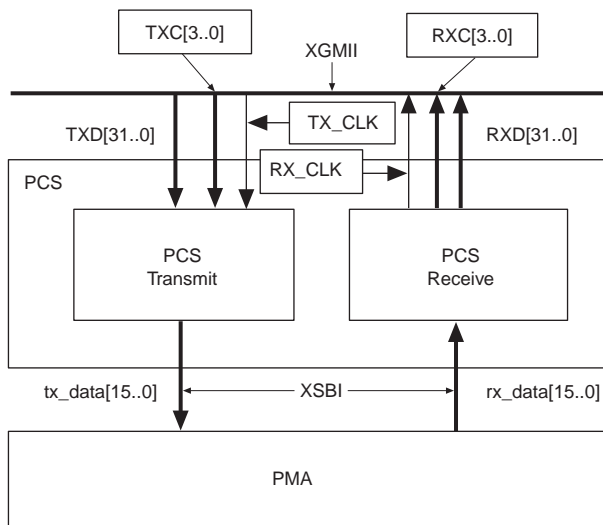 TXC[3..0]
RXC[3..0]
XGMII
TXD[31..0]
TX_CLK
RXD[31..0]
RX_CLK
PCS
PCS
Transmit
PCS
Receive
tx_data[15..0]
XSBI
rx_data[15..0]
PMA